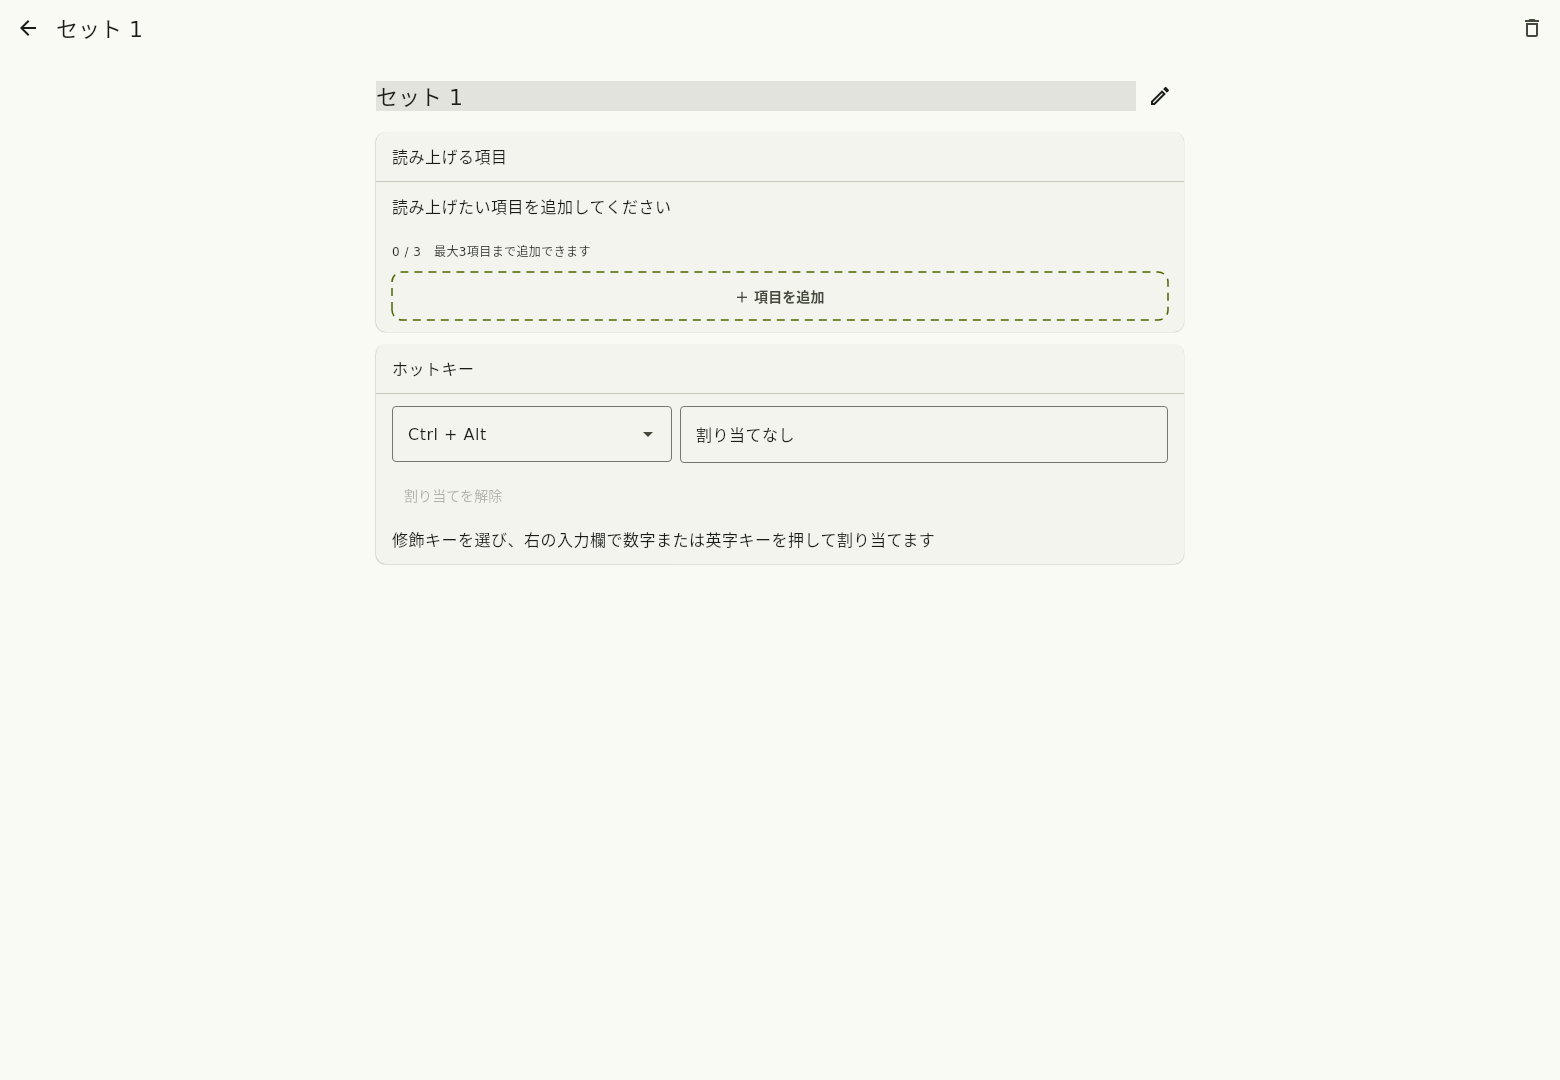 セット 1
セット 1
読み上げる項目
読み上げたい項目を追加してください
0 / 3　最大3項目まで追加できます
＋ 項目を追加
ホットキー
Ctrl + Alt
割り当てなし
割り当てを解除
修飾キーを選び、右の入力欄で数字または英字キーを押して割り当てます